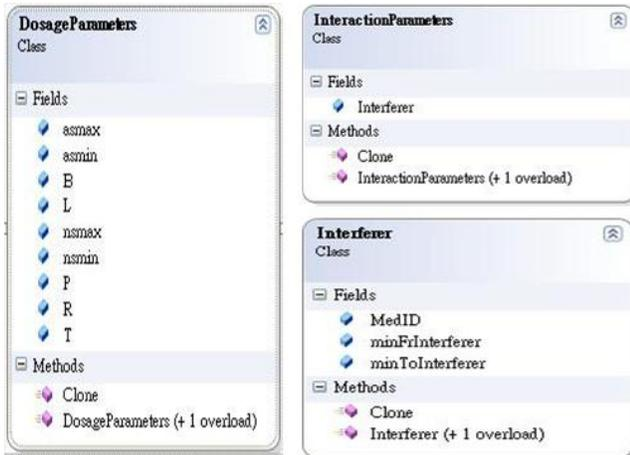 DosageParameters
Class
Fields
asmax
asmin
B
L
nsmax
nsmin
P
R
T
Methods
Clone
DosageParameters (+ 1 overload)
InteractionParameters
Class
Fields
Interferer
Methods
Clone
InteractionParameters (+ 1 overload)
Interferer
Class
Fields
MedID
minFrInterferer
minToInterferer
Methods
Clone
Interferer (+ 1 overload)